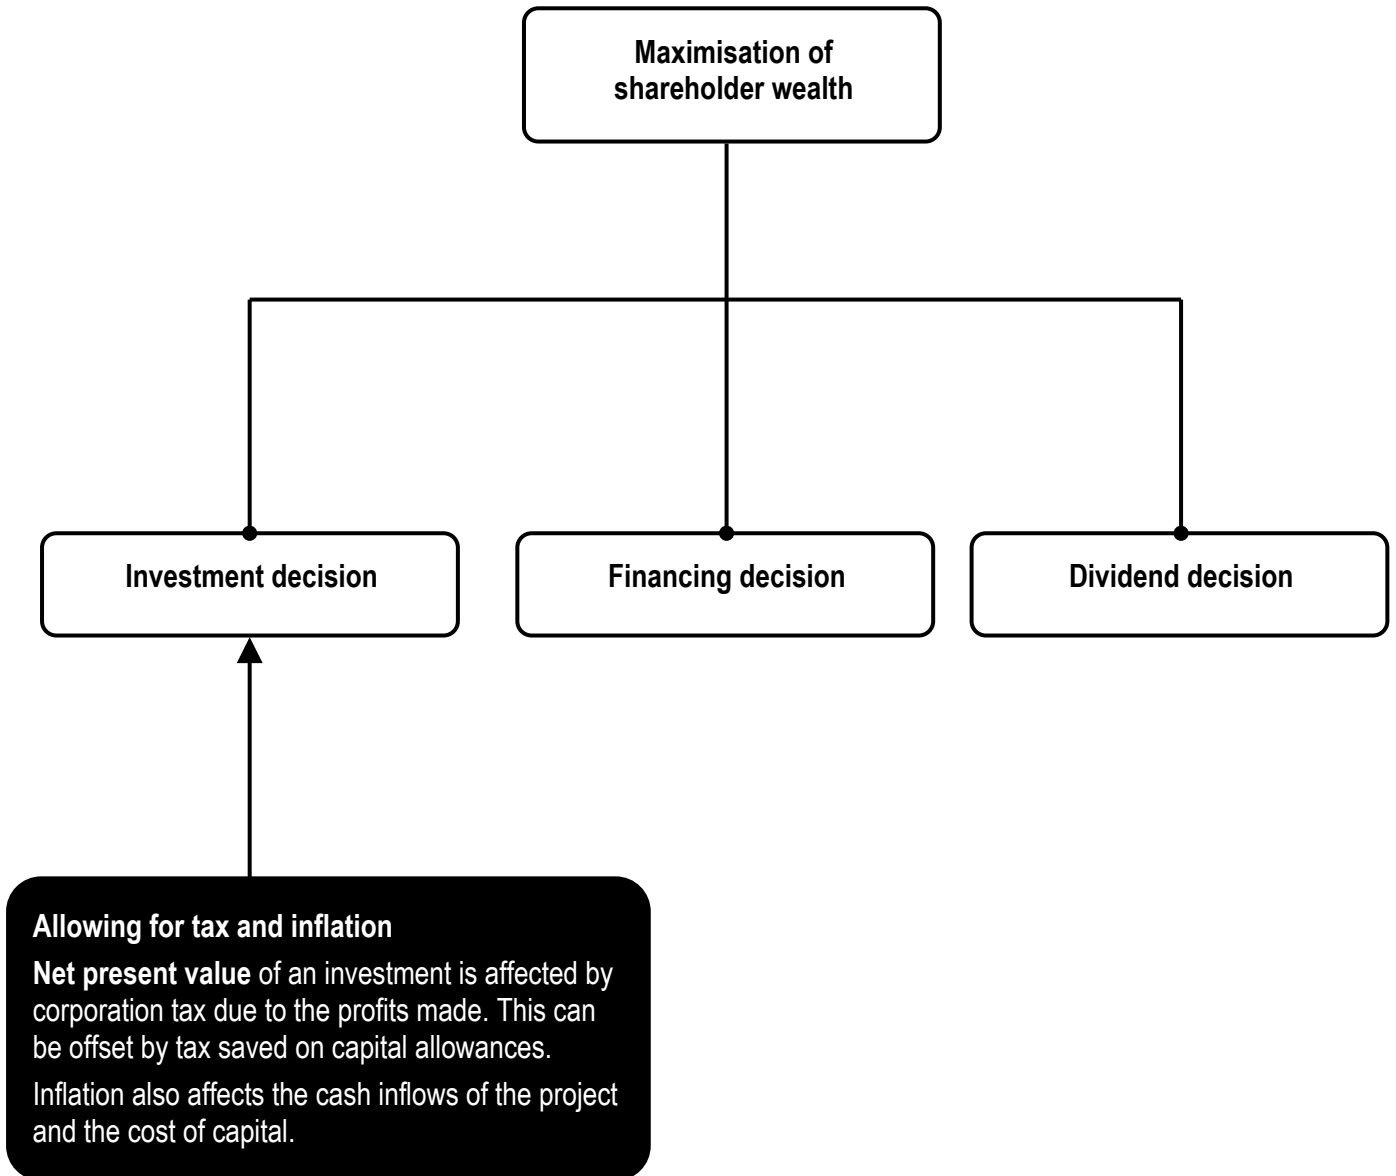 Maximisation of
shareholder wealth
Investment decision
Financing decision
Dividend decision
Allowing for tax and inflation
Net present value of an investment is affected by
corporation tax due to the profits made. This can
be offset by tax saved on capital allowances.
Inflation also affects the cash inflows of the project
and the cost of capital.